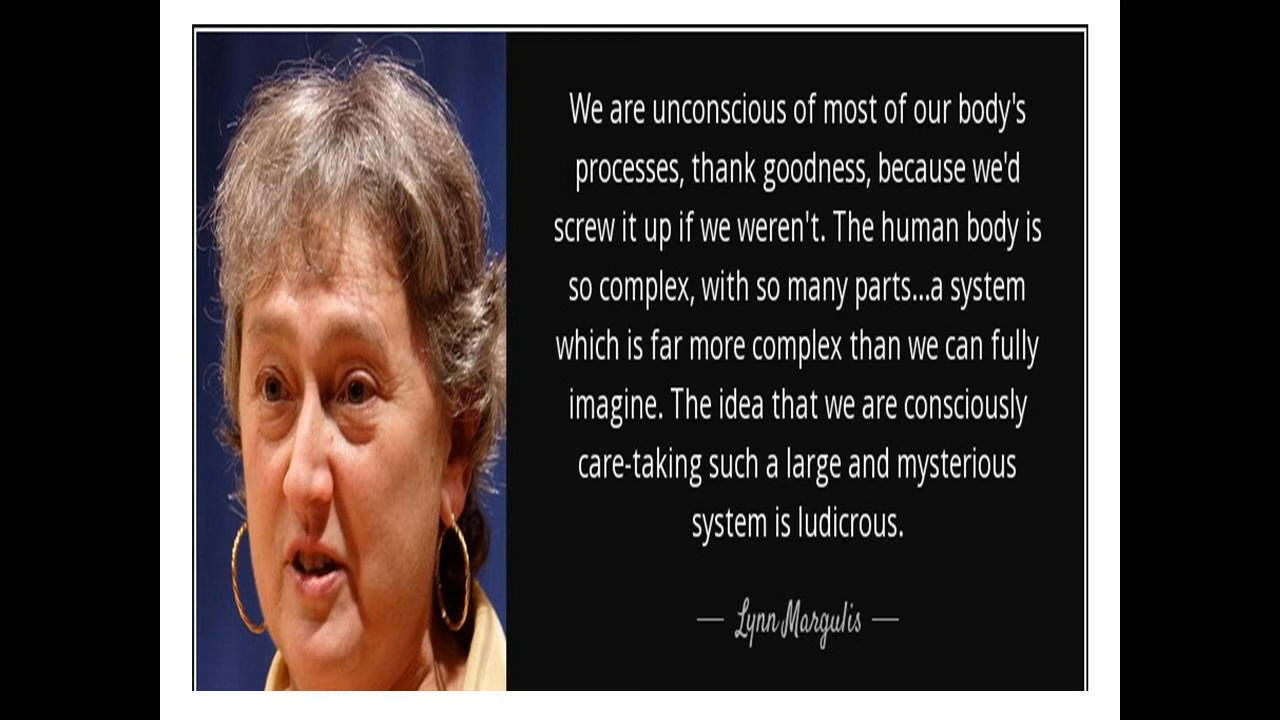 We are unconscious of most of our body's
processes, thank goodness, because we'd
screw it up if we weren't. The human body is
so complex, with so many parts...a system
which is far more complex than we can fully
imagine. The idea that we are consciously
care-taking such a large and mysterious
system is ludicrous.
— Lynn Margulis —